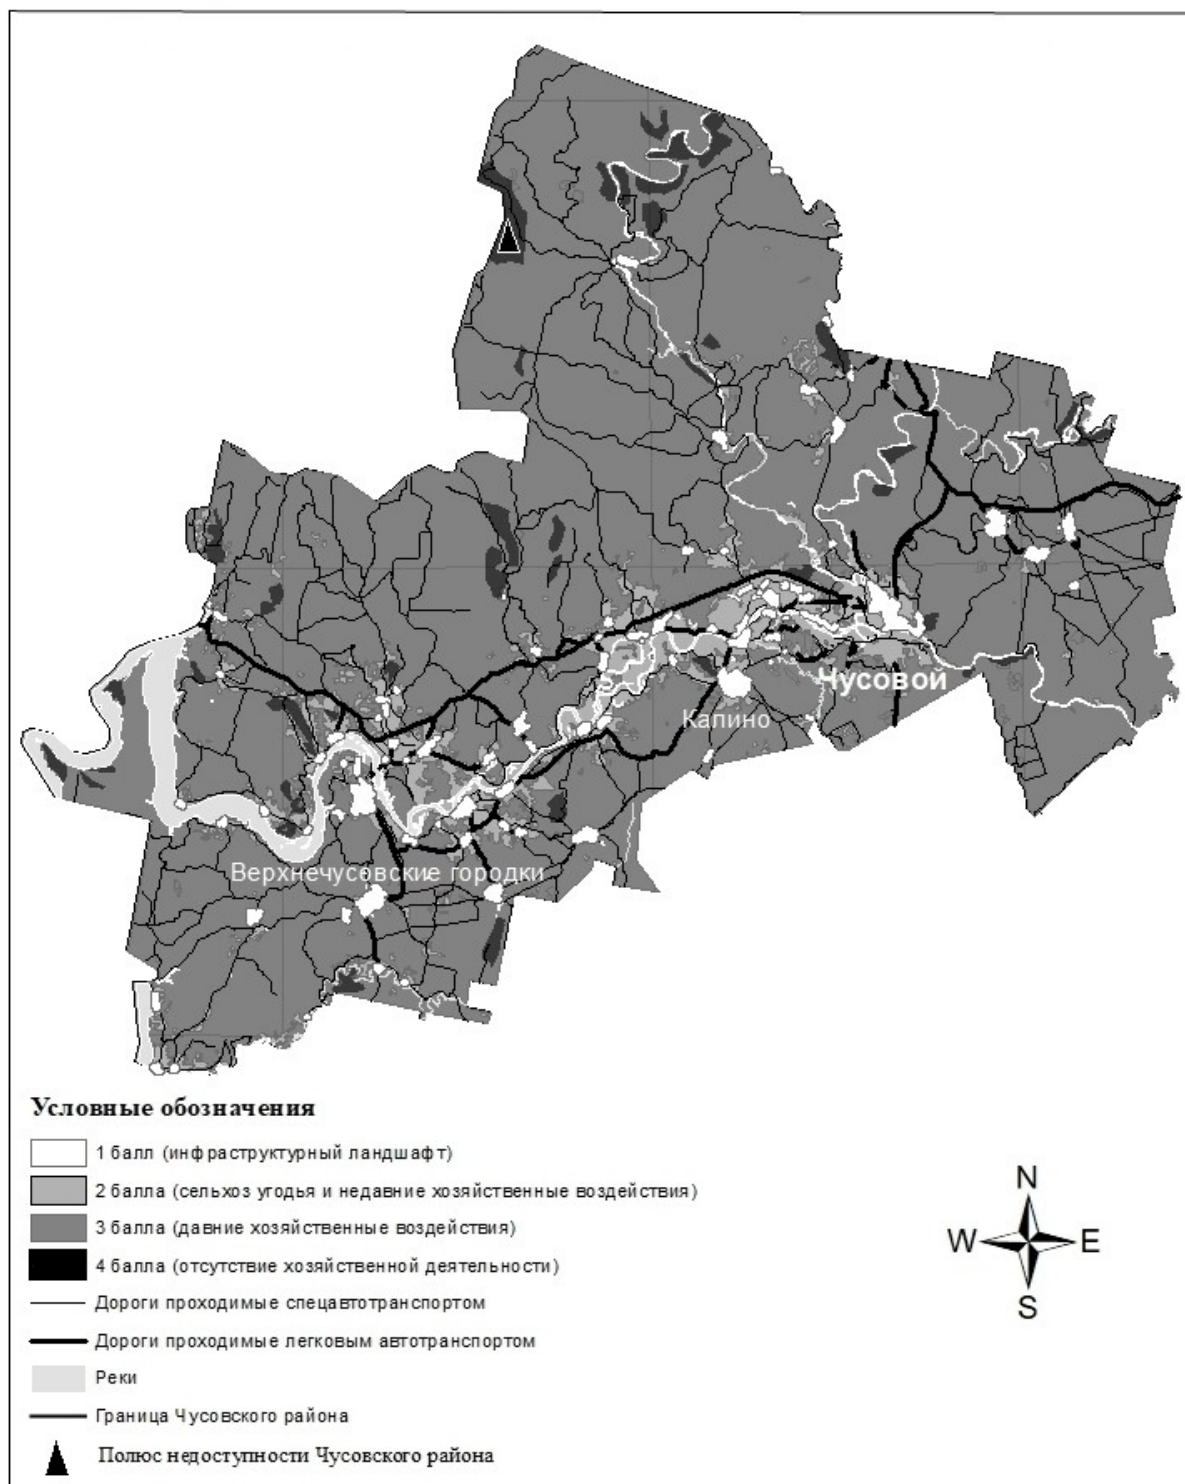 Чусовой
Калино
Верхнечусовские городки
Условные обозначения
1 балл (инфраструктурный ландшафт)
2 балла (сельхоз угодья и недавние хозяйственные воздействия)
3 балла (давние хозяйственные воздействия)
4 балла (отсутствие хозяйственной деятельности)
Дороги проходимые спецавтотранспортом
Дороги проходимые легковым автотранспортом
Реки
Граница Чусовского района
Полюс недоступности Чусовского района
N
W E
S